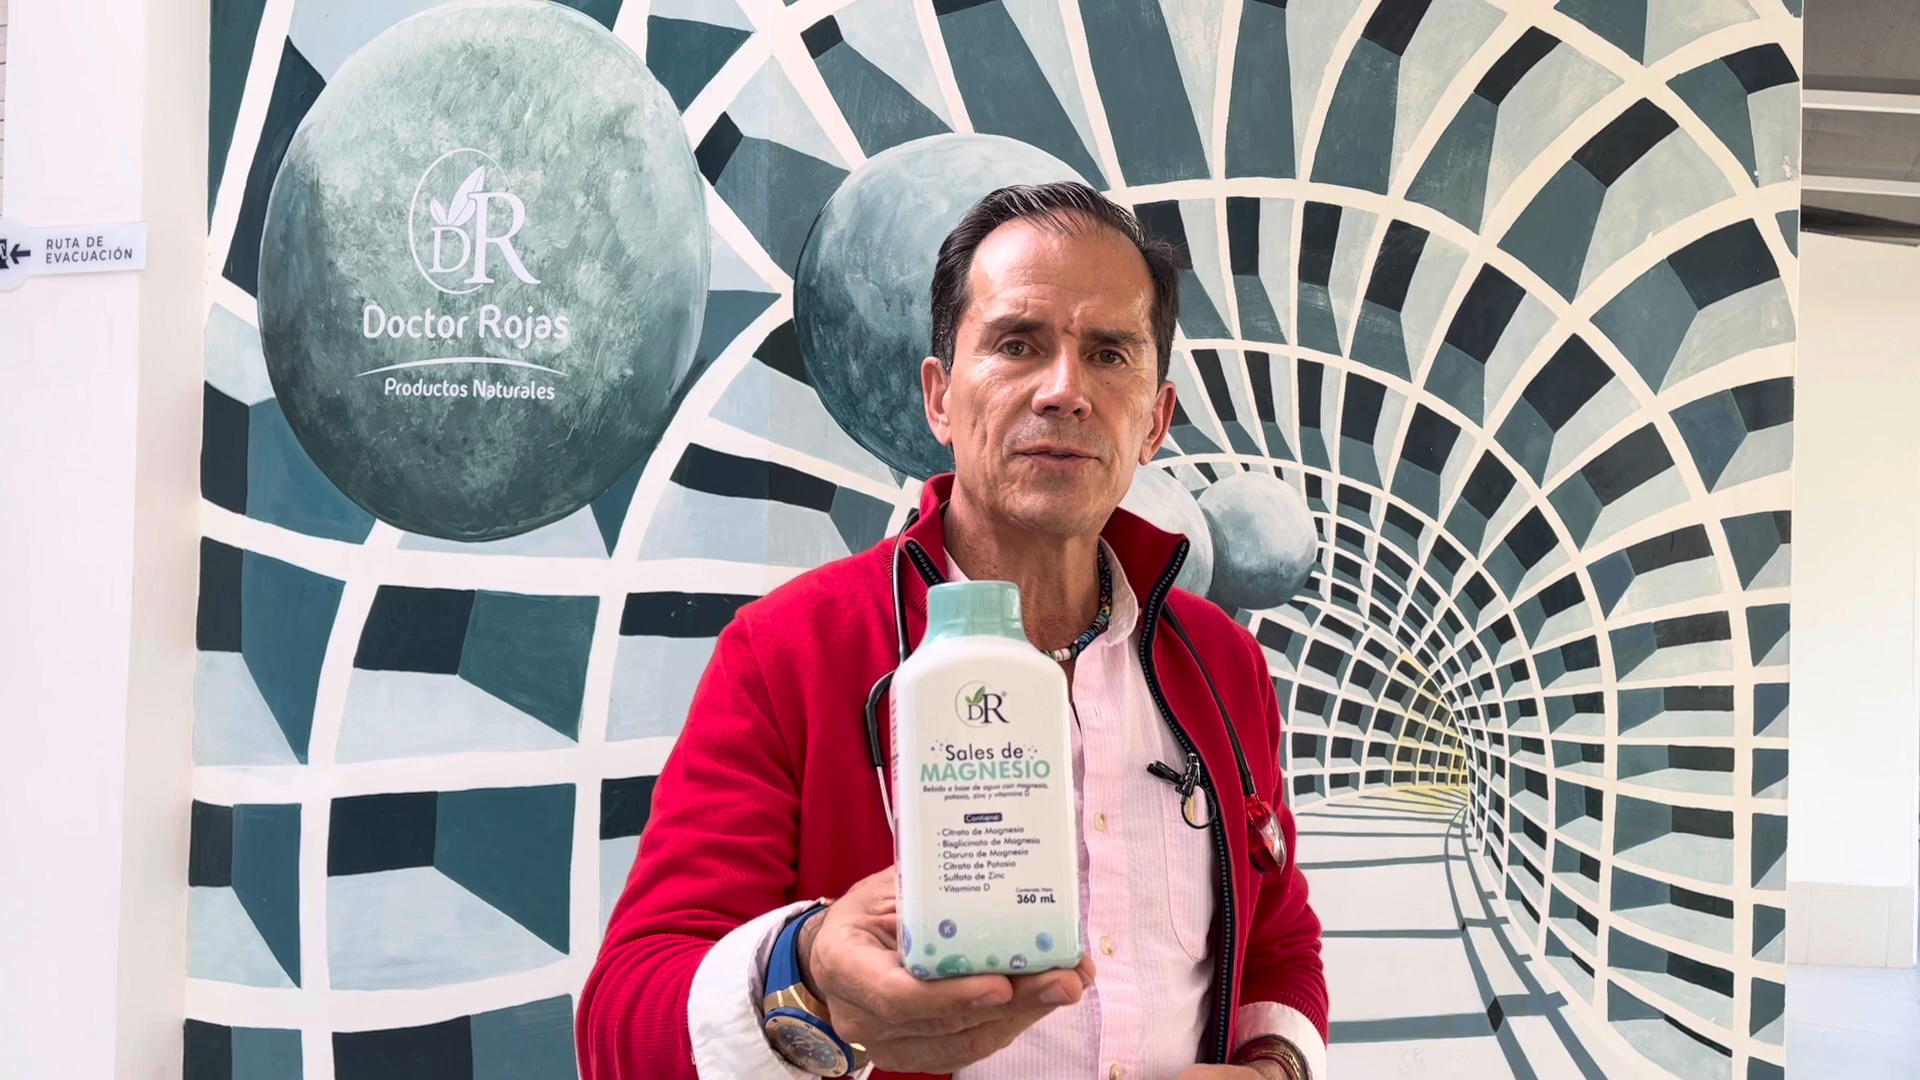 RUTA DE
EVACUACIÓN
DR
Doctor Rojas
Productos Naturales
DR®
Sales de
MAGNESIO
Bebida a base de agua con magnesio,
potasio, zinc y vitamina D
Contiene:
• Citrato de Magnesio
• Bisglicinato de Magnesio
• Cloruro de Magnesio
• Citrato de Potasio
• Sulfato de Zinc
• Vitamina D
Contenido Neto
360 mL
K
Mg